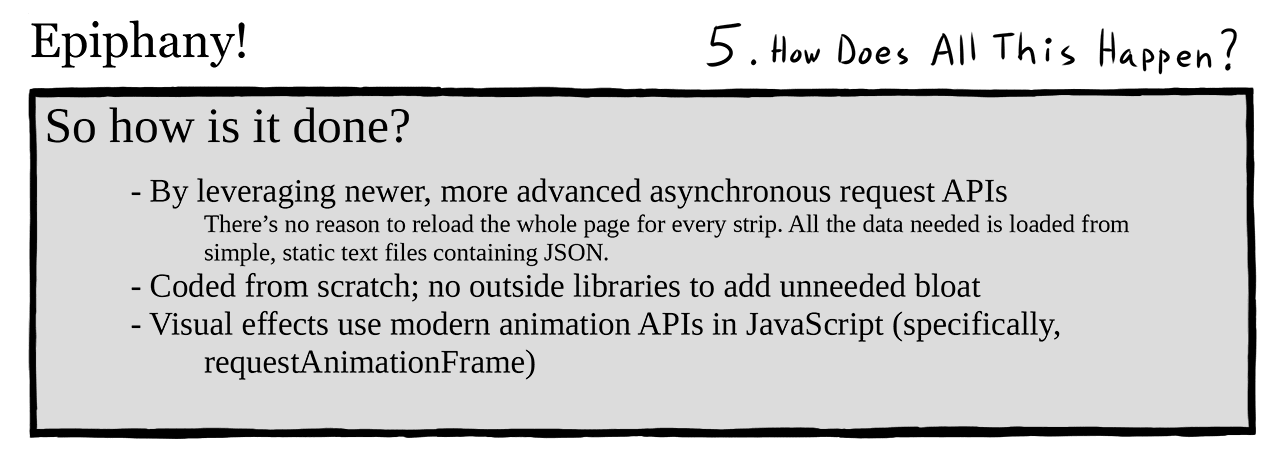 Epiphany!
5. How Does All This Happen?
So how is it done?
- By leveraging newer, more advanced asynchronous request APIs
There’s no reason to reload the whole page for every strip. All the data needed is loaded from
simple, static text files containing JSON.
- Coded from scratch; no outside libraries to add unneeded bloat
- Visual effects use modern animation APIs in JavaScript (specifically,
requestAnimationFrame)